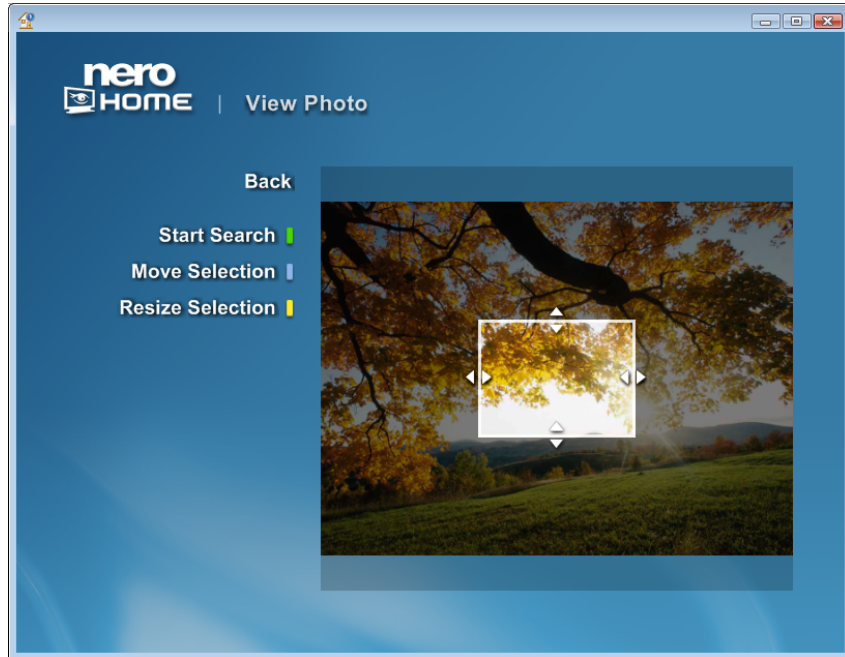 nero
HOME | View Photo
Back
Start Search
Move Selection
Resize Selection